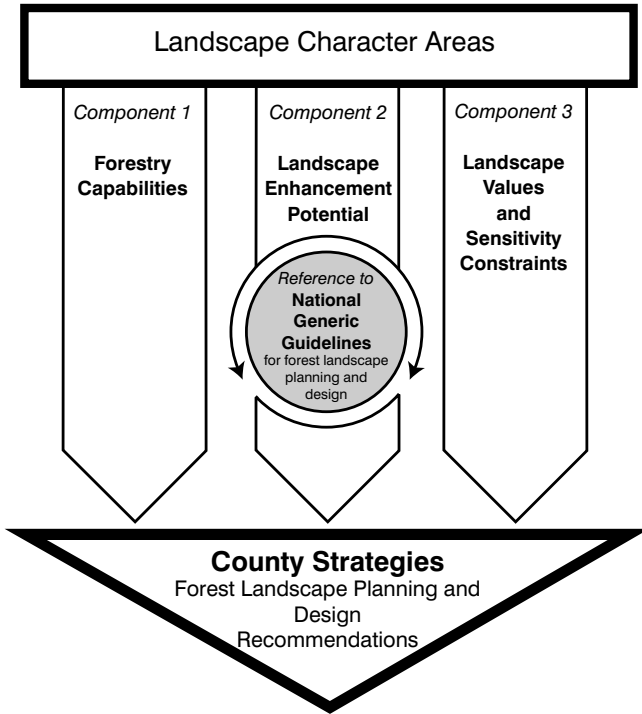 Landscape Character Areas
Component 1
Forestry
Capabilities
Component 2
Landscape
Enhancement
Potential
Reference to
National
Generic
Guidelines
for forest landscape
planning and
design
Component 3
Landscape
Values
and
Sensitivity
Constraints
County Strategies
Forest Landscape Planning and
Design
Recommendations